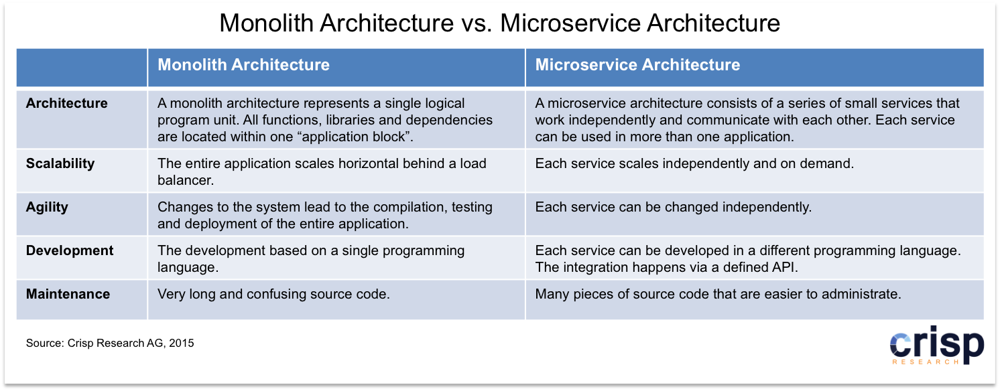 Monolith Architecture vs. Microservice Architecture
Monolith Architecture
Microservice Architecture
Architecture
A monolith architecture represents a single logical
program unit. All functions, libraries and dependencies
are located within one “application block”.
A microservice architecture consists of a series of small services that
work independently and communicate with each other. Each service
can be used in more than one application.
Scalability
The entire application scales horizontal behind a load
balancer.
Each service scales independently and on demand.
Agility
Changes to the system lead to the compilation, testing
and deployment of the entire application.
Each service can be changed independently.
Development
The development based on a single programming
language.
Each service can be developed in a different programming language.
The integration happens via a defined API.
Maintenance
Very long and confusing source code.
Many pieces of source code that are easier to administrate.
Source: Crisp Research AG, 2015
crisp
RESEARCH